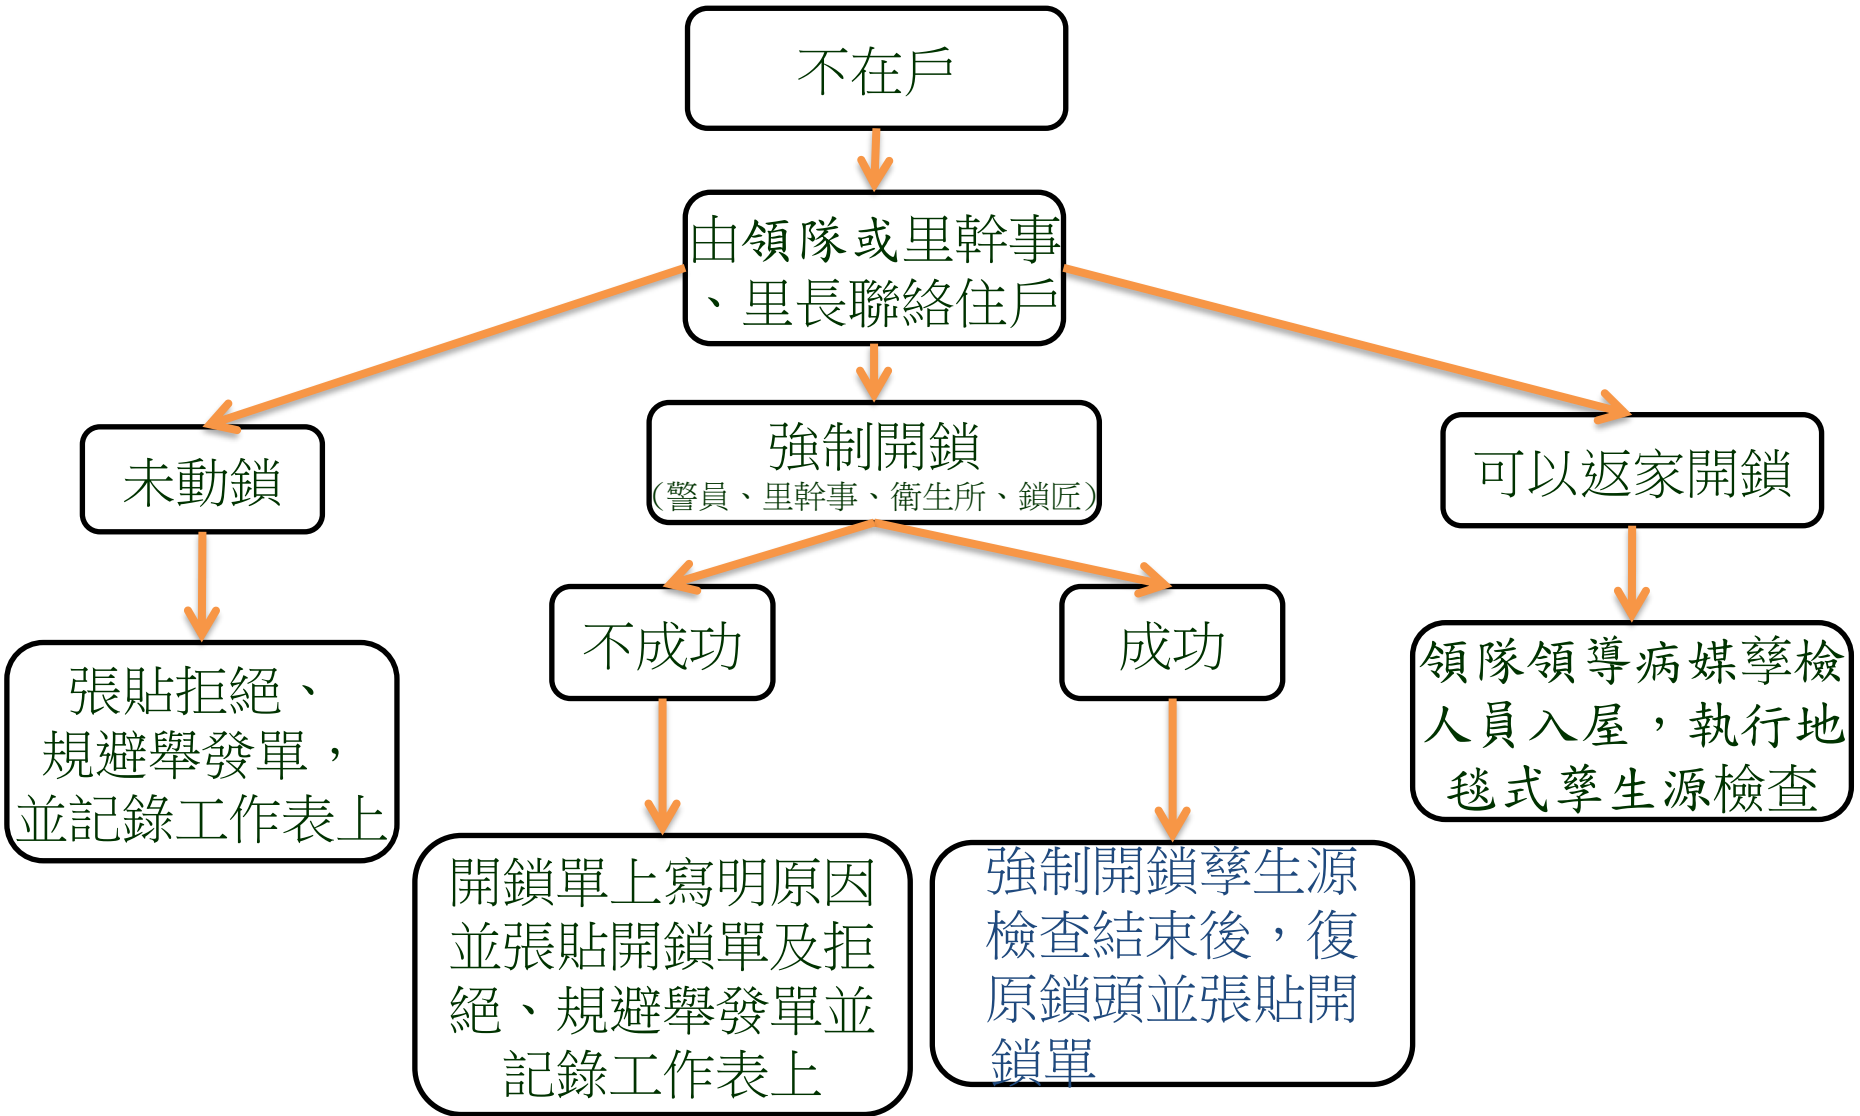 不在戶
由領隊或里幹事
、里長聯絡住戶
未動鎖
強制開鎖
（警員、里幹事、衛生所、鎖匠）
可以返家開鎖
不成功
成功
張貼拒絕、
規避舉發單，
並記錄工作表上
領隊領導病媒孳檢
人員入屋，執行地
毯式孳生源檢查
開鎖單上寫明原因
並張貼開鎖單及拒
絕、規避舉發單並
記錄工作表上
強制開鎖孳生源
檢查結束後，復
原鎖頭並張貼開
鎖單